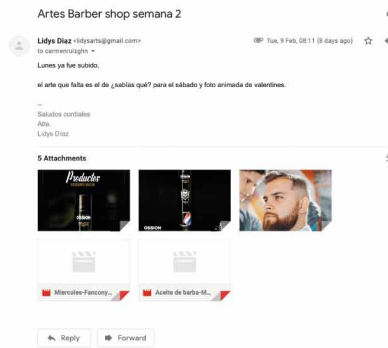 Artes Barber shop semana 2
Lidys Diaz <lidysarts@gmail.com>
Tue, 9 Feb, 08:11 (8 days ago)
to carmenruizghn
Lunes ya fue subido,
el arte que falta es el de ¿sabías qué? para el sábado y foto animada de valentines.
--
Saludos cordiales
Atte.
Lidys Díaz
5 Attachments
Productos
OSSION
OSSION
Miercoles-Fancony...
Aceite de barba-M...
Reply
Forward